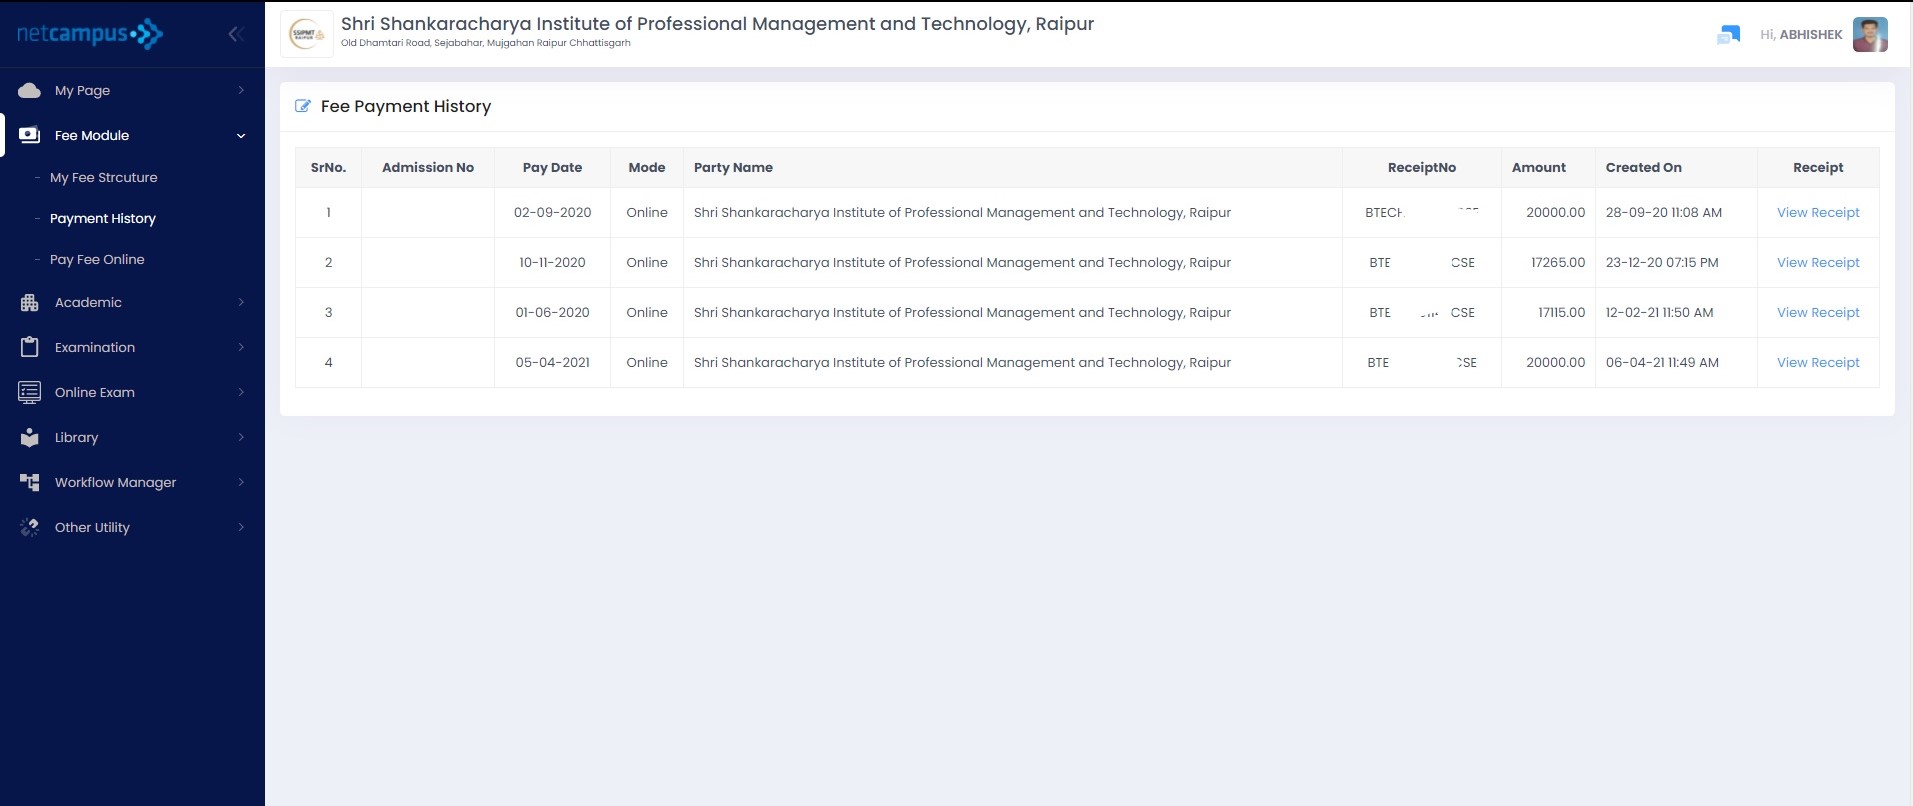 netcampus
Shri Shankaracharya Institute of Professional Management and Technology, Raipur
Old Dhamtari Road, Sejabahar, Mujgahan Raipur Chhattisgarh
SSIPMT
RAIPUR
Hi, ABHISHEK
My Page
Fee Module
- My Fee Strcuture
- Payment History
- Pay Fee Online
Academic
Examination
Online Exam
Library
Workflow Manager
Other Utility
Fee Payment History
SrNo. Admission No Pay Date Mode Party Name ReceiptNo Amount Created On Receipt
1 02-09-2020 Online Shri Shankaracharya Institute of Professional Management and Technology, Raipur BTECH 20000.00 28-09-20 11:08 AM View Receipt
2 10-11-2020 Online Shri Shankaracharya Institute of Professional Management and Technology, Raipur BTE CSE 17265.00 23-12-20 07:15 PM View Receipt
3 01-06-2020 Online Shri Shankaracharya Institute of Professional Management and Technology, Raipur BTE CSE 17115.00 12-02-21 11:50 AM View Receipt
4 05-04-2021 Online Shri Shankaracharya Institute of Professional Management and Technology, Raipur BTE CSE 20000.00 06-04-21 11:49 AM View Receipt